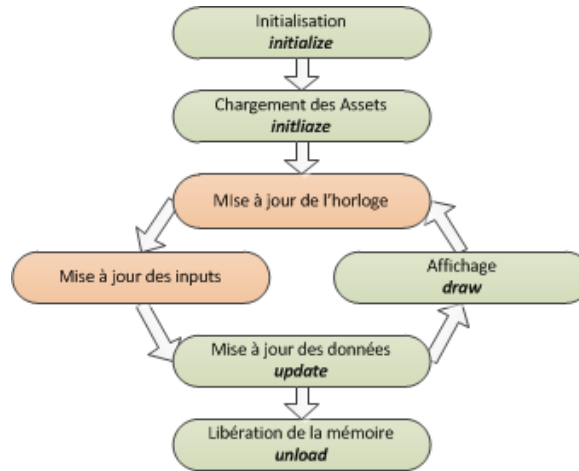 Initialisation
initialize
Chargement des Assets
initliaze
MIse à jour de l'horloge
Mise à jour des inputs
Affichage
draw
Mise à jour des données
update
Libération de la mémoire
unload